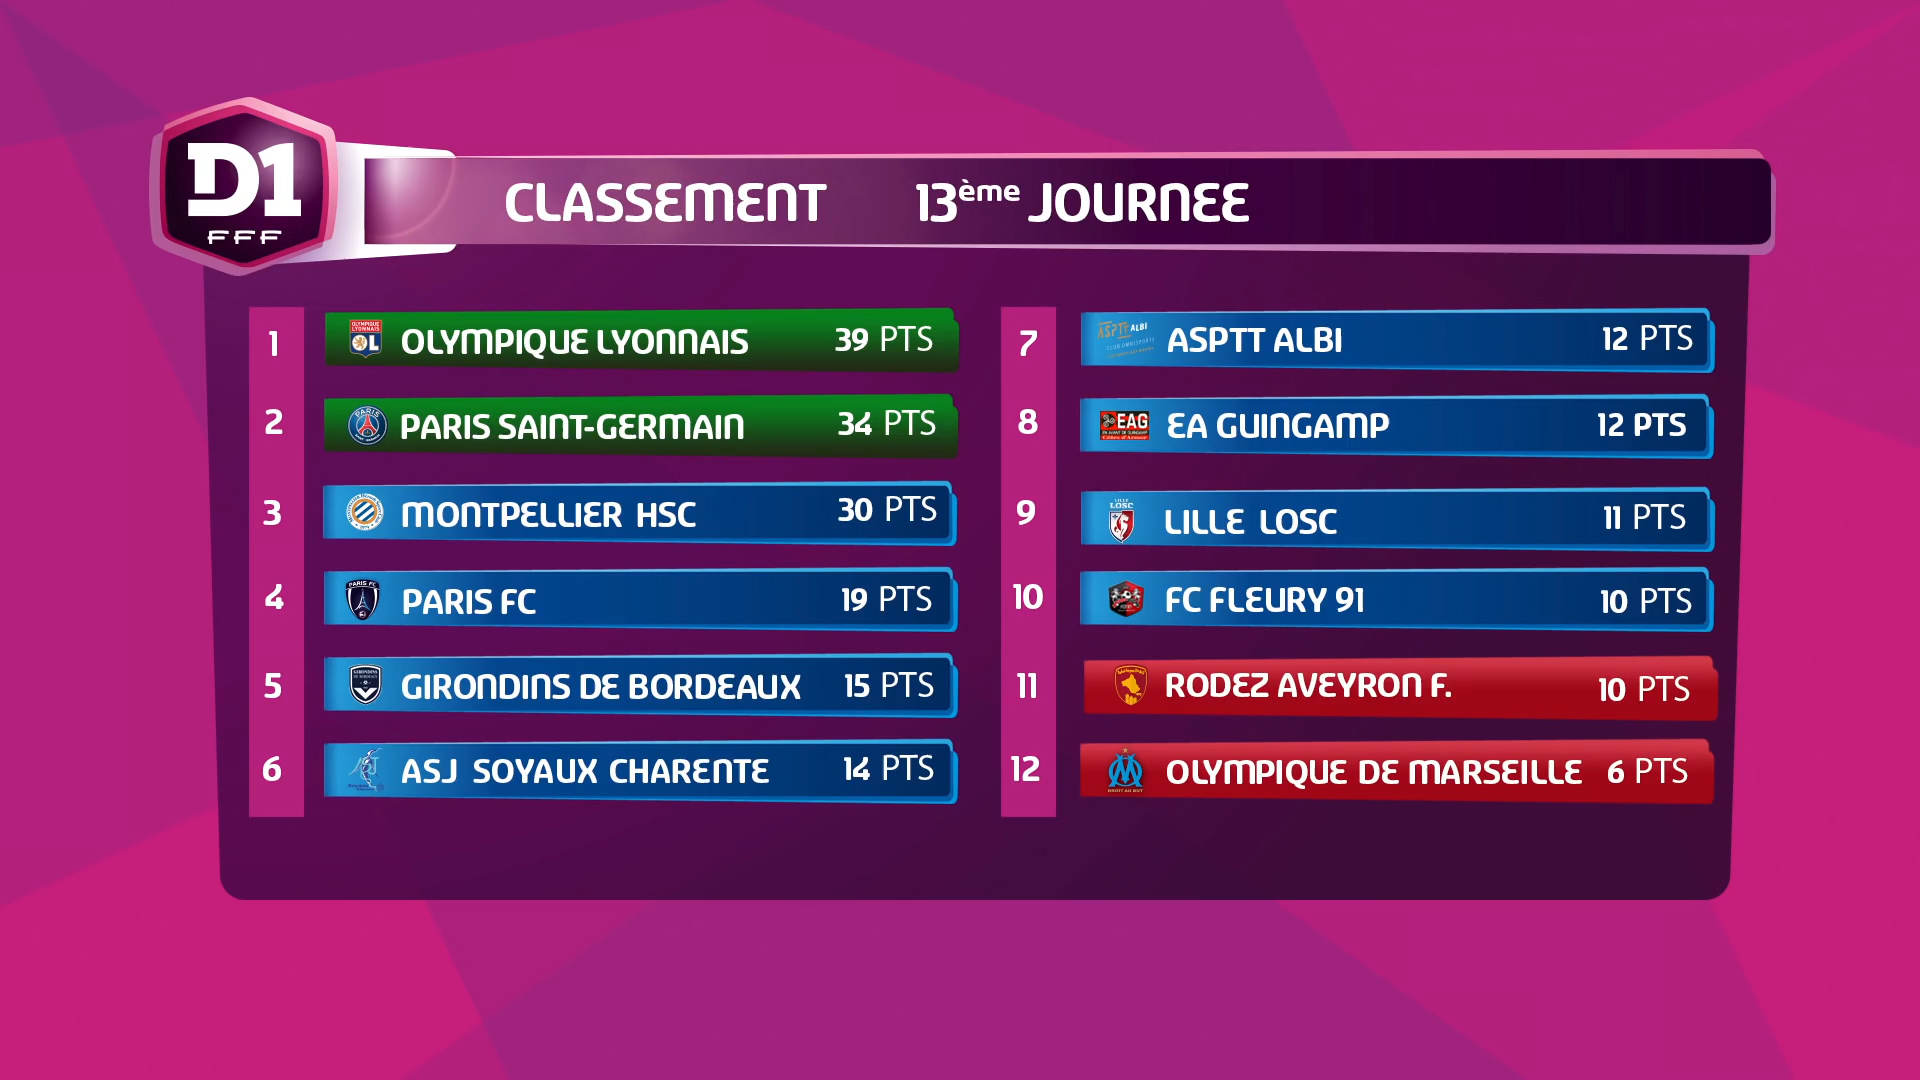 D1
FFF
CLASSEMENT 13ème JOURNEE
1 OLYMPIQUE LYONNAIS 39 PTS
2 PARIS SAINT-GERMAIN 34 PTS
3 MONTPELLIER HSC 30 PTS
4 PARIS FC 19 PTS
5 GIRONDINS DE BORDEAUX 15 PTS
6 ASJ SOYAUX CHARENTE 14 PTS
7 ASPTT ALBI 12 PTS
8 EAG EA GUINGAMP 12 PTS
9 LILLE LOSC LILLE LOSC 11 PTS
10 FC FLEURY 91 10 PTS
11 RODEZ AVEYRON F. 10 PTS
12 OLYMPIQUE DE MARSEILLE 6 PTS